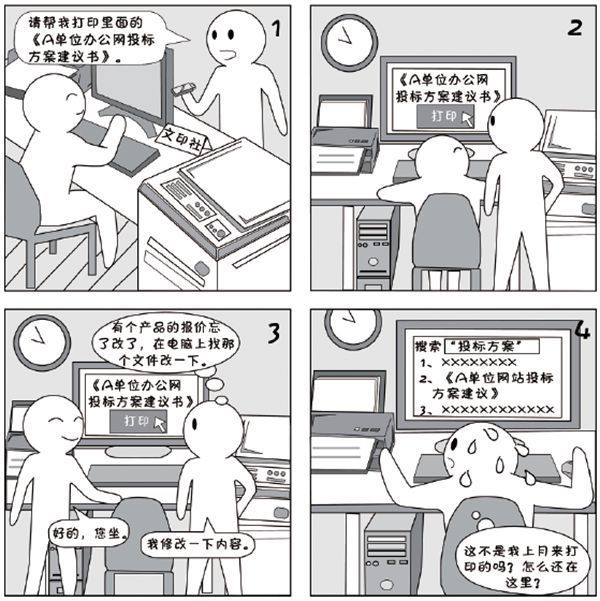 1
请帮我打印里面的
《A单位办公网投标
方案建议书》。
文印社
2
《A单位办公网
投标方案建议书》
打印
3
有个产品的报价忘
了改了，在电脑上找那
个文件改一下。
《A单位办公网
投标方案建议书》
打印
好的，您坐。
我修改一下内容。
4
搜索 “投标方案”
1、××××××××
2、《A单位网站投标
方案建议》
3、××××××××××××
这不是我上月来打
印的吗？怎么还在
这里？